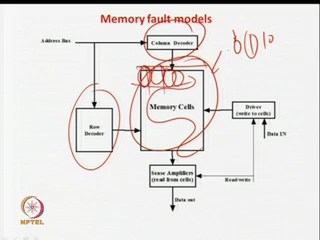 Memory fault models
Address Bus
Column Decoder
Row
Decoder
Memory Cells
Driver
(write to cells)
Data IN
Sense Amplifiers
(read from cells)
Read/write
Data out
NPTEL